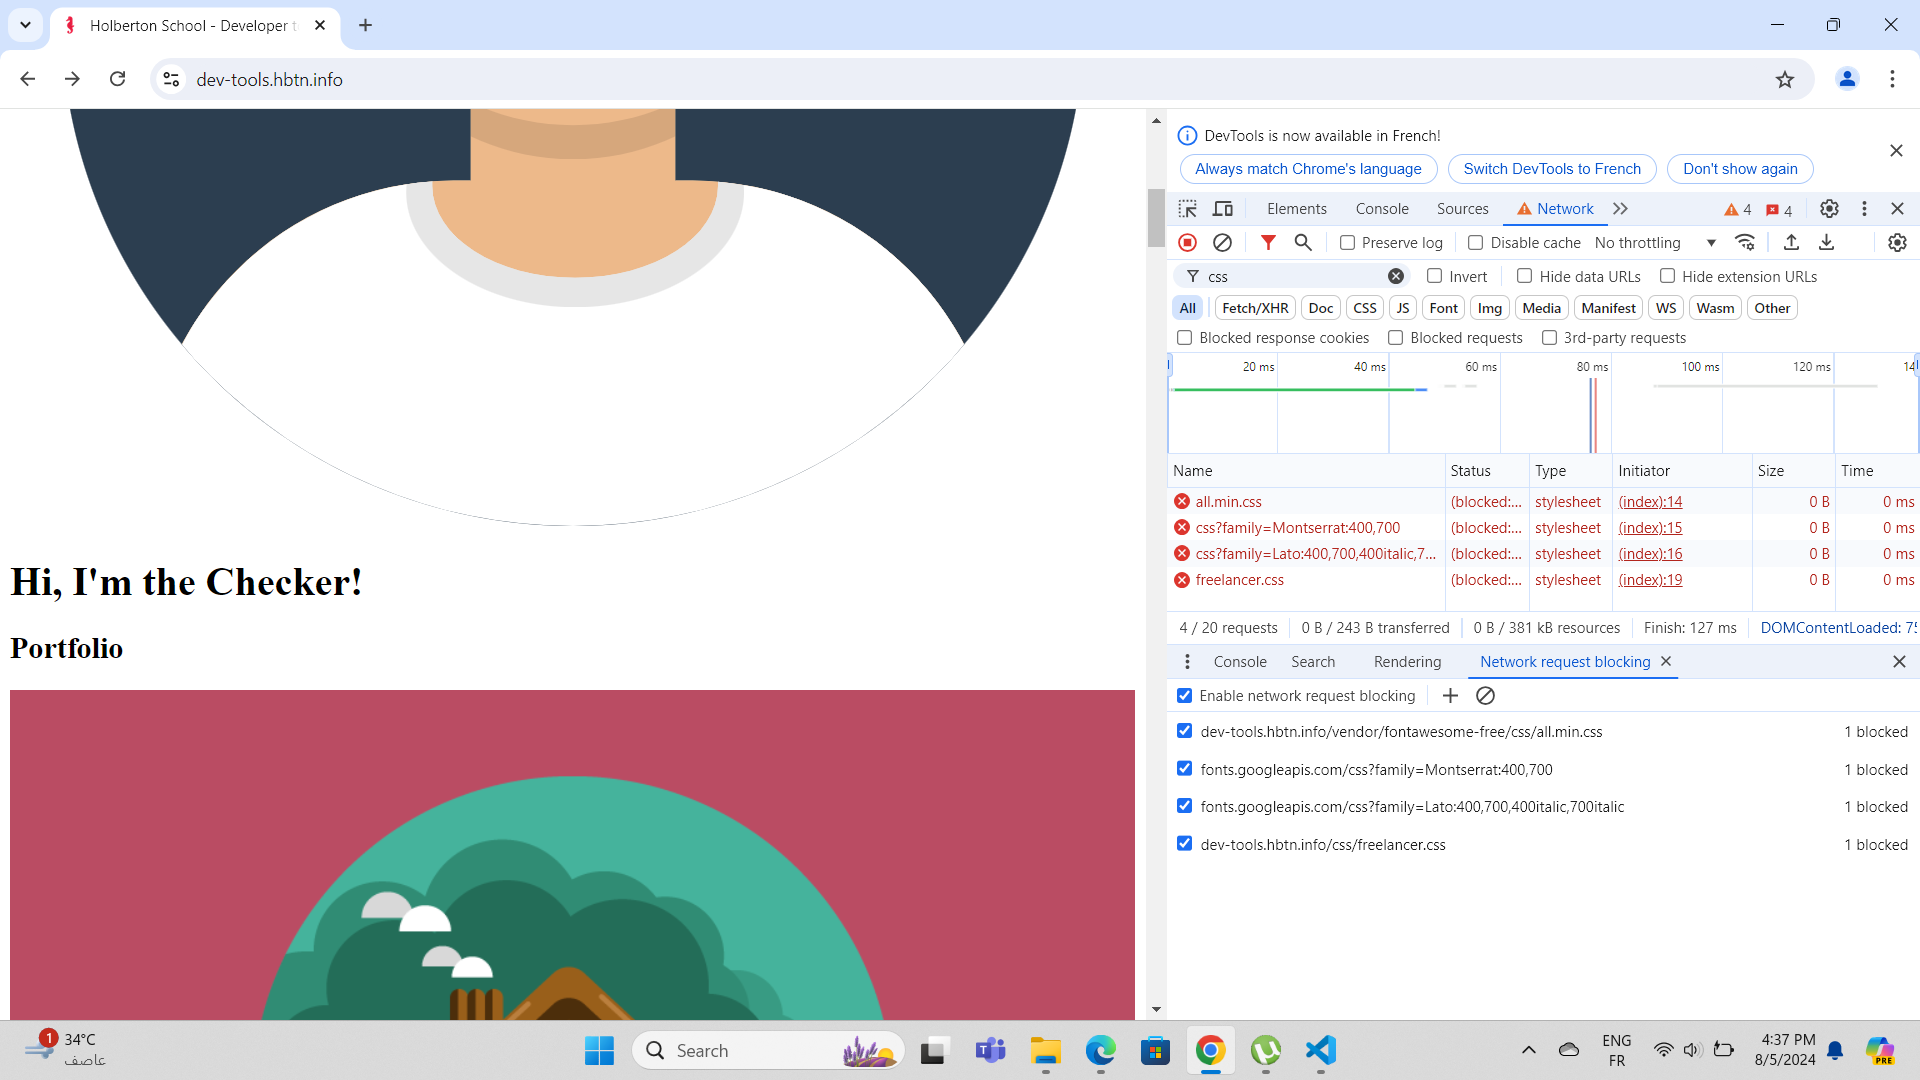 Holberton School - Developer t
dev-tools.hbtn.info
Hi, I'm the Checker!
Portfolio
DevTools is now available in French!
Always match Chrome's language
Switch DevTools to French
Don't show again
Elements
Console
Sources
Network
4
4
Preserve log
Disable cache
No throttling
css
Invert
Hide data URLs
Hide extension URLs
All
Fetch/XHR
Doc
CSS
JS
Font
Img
Media
Manifest
WS
Wasm
Other
Blocked response cookies
Blocked requests
3rd-party requests
20 ms
40 ms
60 ms
80 ms
100 ms
120 ms
14
Name Status Type Initiator Size Time
all.min.css (blocked:... stylesheet (index):14 0 B 0 ms
css?family=Montserrat:400,700 (blocked:... stylesheet (index):15 0 B 0 ms
css?family=Lato:400,700,400italic,7... (blocked:... stylesheet (index):16 0 B 0 ms
freelancer.css (blocked:... stylesheet (index):19 0 B 0 ms
4 / 20 requests
0 B / 243 B transferred
0 B / 381 kB resources
Finish: 127 ms
DOMContentLoaded: 75
Console
Search
Rendering
Network request blocking
Enable network request blocking
dev-tools.hbtn.info/vendor/fontawesome-free/css/all.min.css 1 blocked
fonts.googleapis.com/css?family=Montserrat:400,700 1 blocked
fonts.googleapis.com/css?family=Lato:400,700,400italic,700italic 1 blocked
dev-tools.hbtn.info/css/freelancer.css 1 blocked
1
34°C
عاصف
Search
PRE
ENG
FR
4:37 PM
8/5/2024